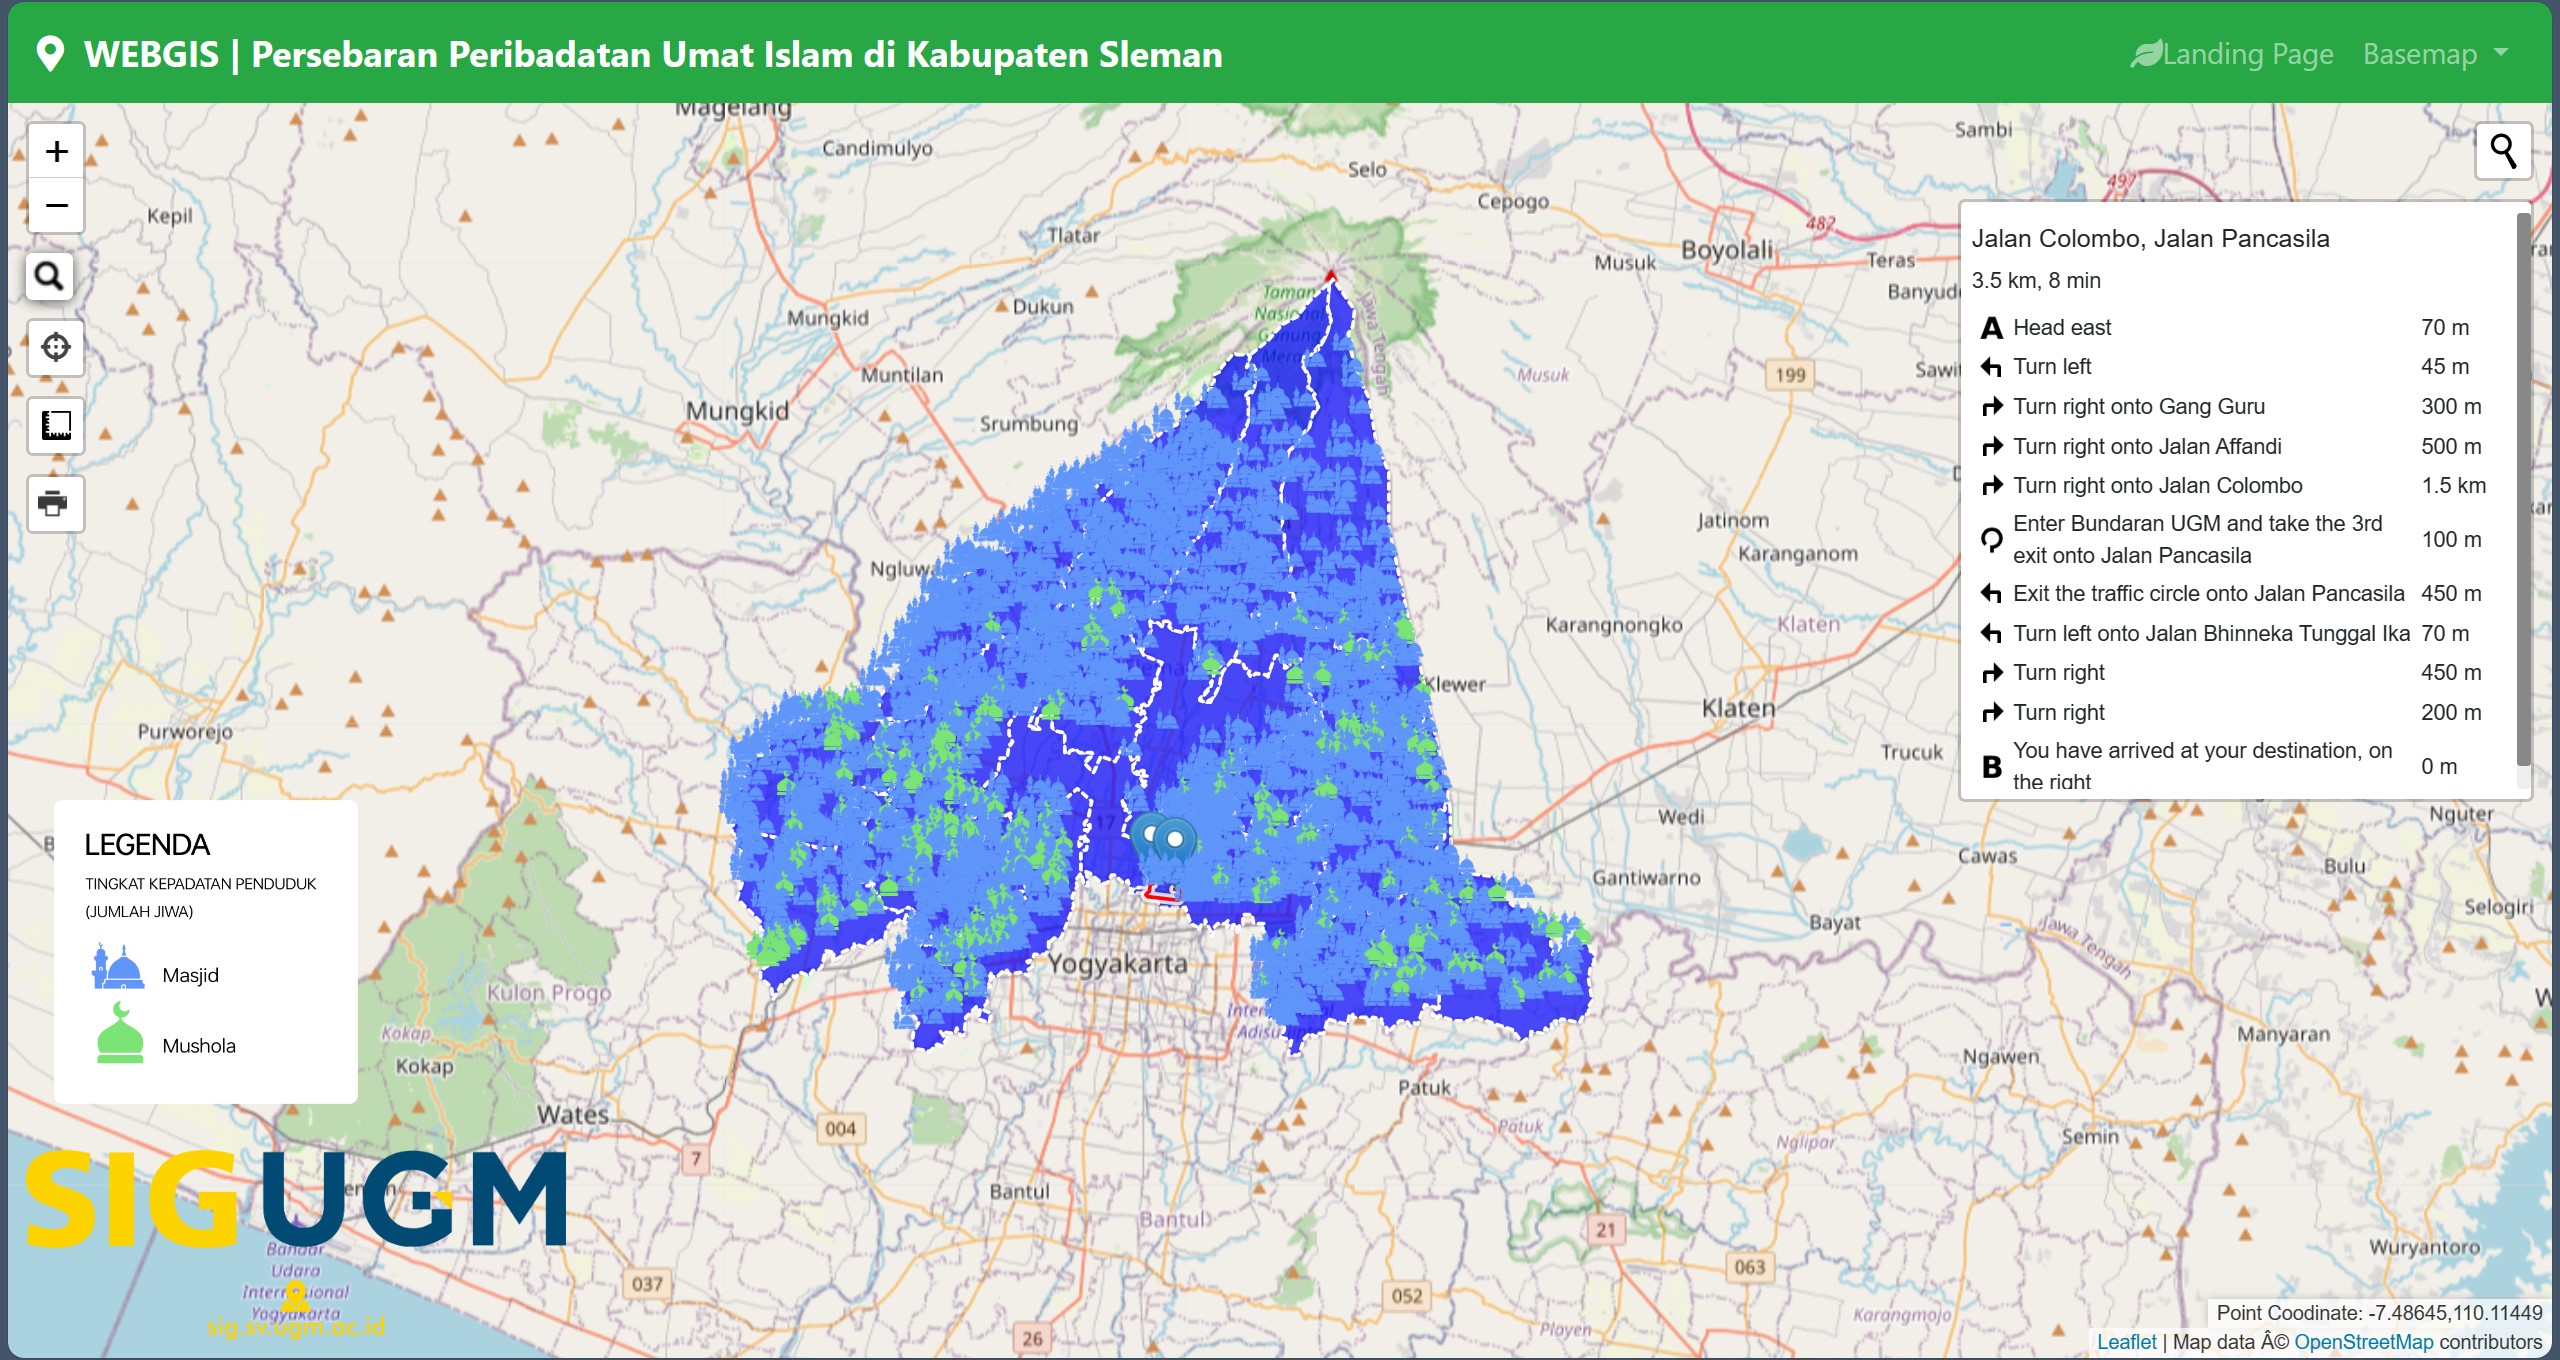 WEBGIS | Persebaran Peribadatan Umat Islam di Kabupaten Sleman
Landing Page
Basemap
Magelang
Candimulyo
Selo
Sambi
497
Kepil
Cepogo
482
Tlatar
Boyolali
Musuk
Teras
Dukun
Mungkid
Taman
Nasional
Gunung
Merapi
Jawa Tengah
Muntilan
Musuk
199
Mungkid
Srumbung
Jatinom
Karanganom
Karangnongko
Klaten
Klewer
Klaten
Purworejo
Trucuk
17
Wedi
Cawas
Nguter
Bulu
Gantiwarno
Selogiri
Bayat
Jawa Tengah
Yogyakarta
Kulon Progo
Kokap
Kokap
Manyaran
Ngawen
Patuk
Wates
004
Patuk
Nglipar
Semin
7
Bantul
Bantul
21
Wuryantoro
037
063
052
Karangmojo
Playen
26
Bandar
Udara
Internasional
Yogyakarta
Jalan Colombo, Jalan Pancasila
3.5 km, 8 min
A Head east 70 m
Turn left 45 m
Turn right onto Gang Guru 300 m
Turn right onto Jalan Affandi 500 m
Turn right onto Jalan Colombo 1.5 km
Enter Bundaran UGM and take the 3rd
exit onto Jalan Pancasila 100 m
Exit the traffic circle onto Jalan Pancasila 450 m
Turn left onto Jalan Bhinneka Tunggal Ika 70 m
Turn right 450 m
Turn right 200 m
B You have arrived at your destination, on
the right 0 m
LEGENDA
TINGKAT KEPADATAN PENDUDUK
(JUMLAH JIWA)
Masjid
Mushola
SIGUGM
sig.sv.ugm.ac.id
Point Coodinate: -7.48645,110.11449
Leaflet | Map data Â© OpenStreetMap contributors